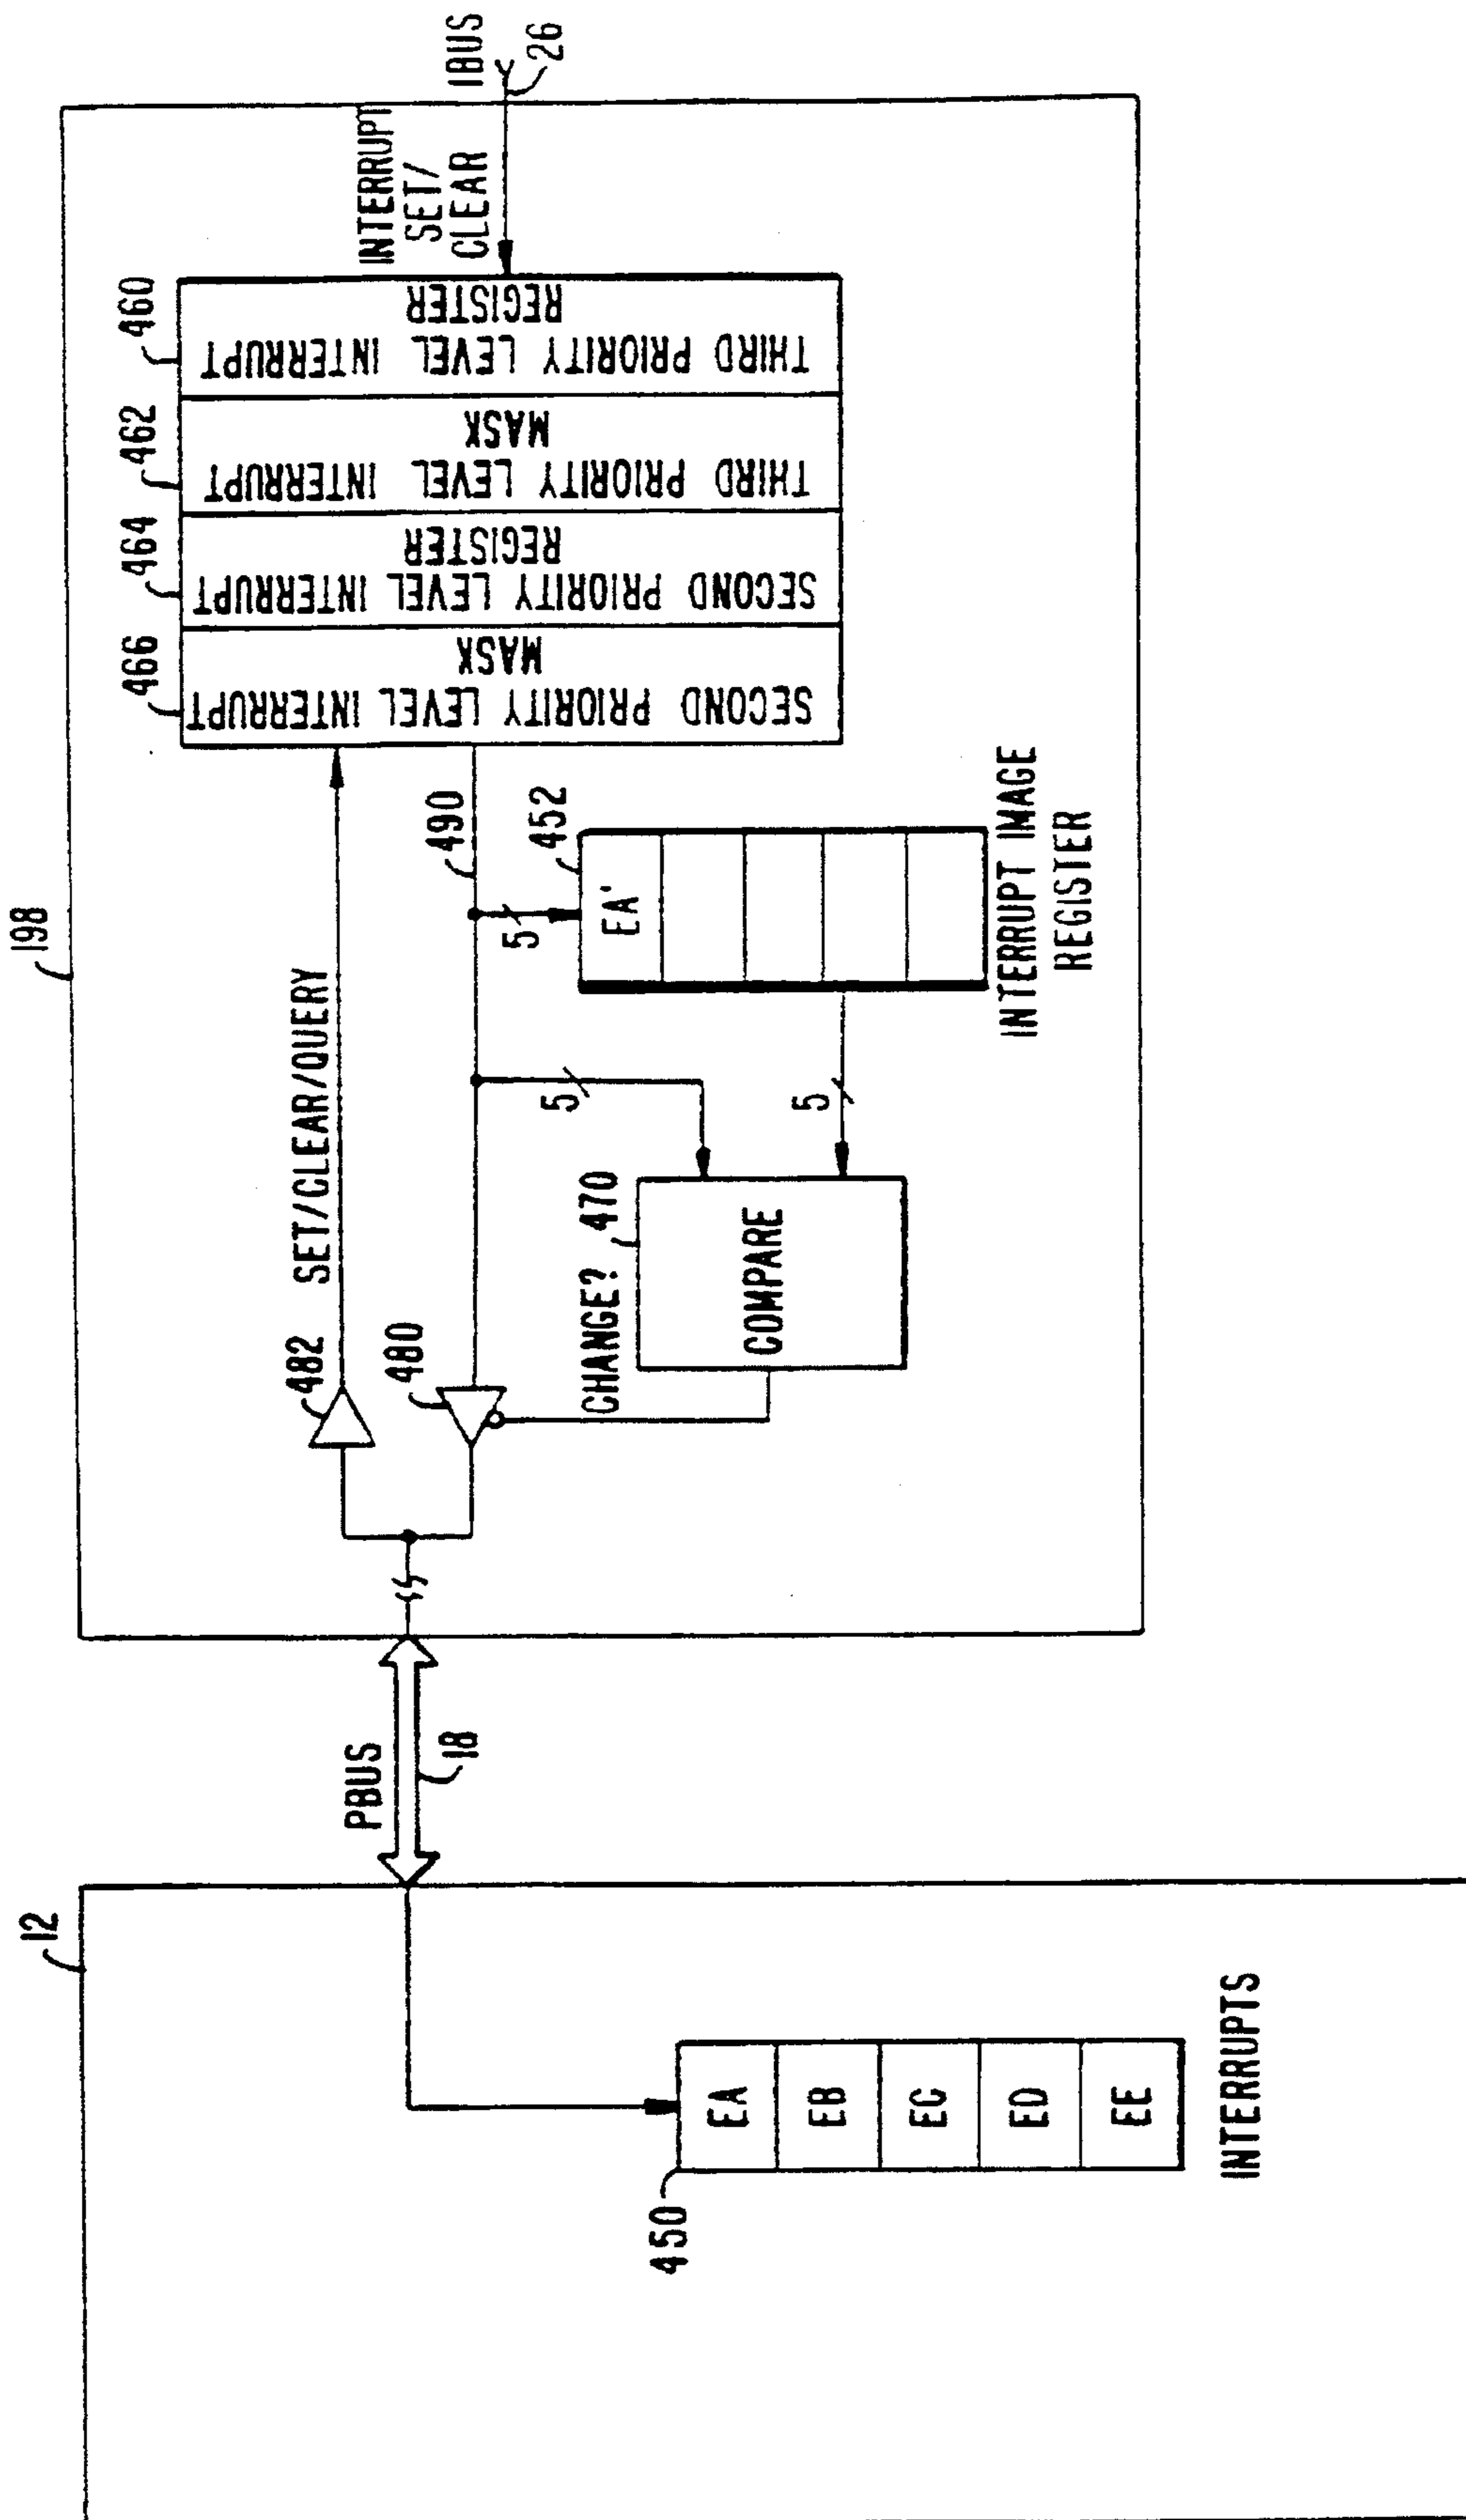 12
450
EA
EB
EC
ED
EE
INTERRUPTS
PBUS
18
198
482
SET/CLEAR/QUERY
480
490
CHANGE?
470
COMPARE
5
5
5
452
EA'
INTERRUPT IMAGE
REGISTER
466
SECOND PRIORITY LEVEL INTERRUPT
MASK
464
SECOND PRIORITY LEVEL INTERRUPT
REGISTER
462
THIRD PRIORITY LEVEL INTERRUPT
MASK
460
THIRD PRIORITY LEVEL INTERRUPT
REGISTER
INTERRUPT
SET/
CLEAR
IBUS
26